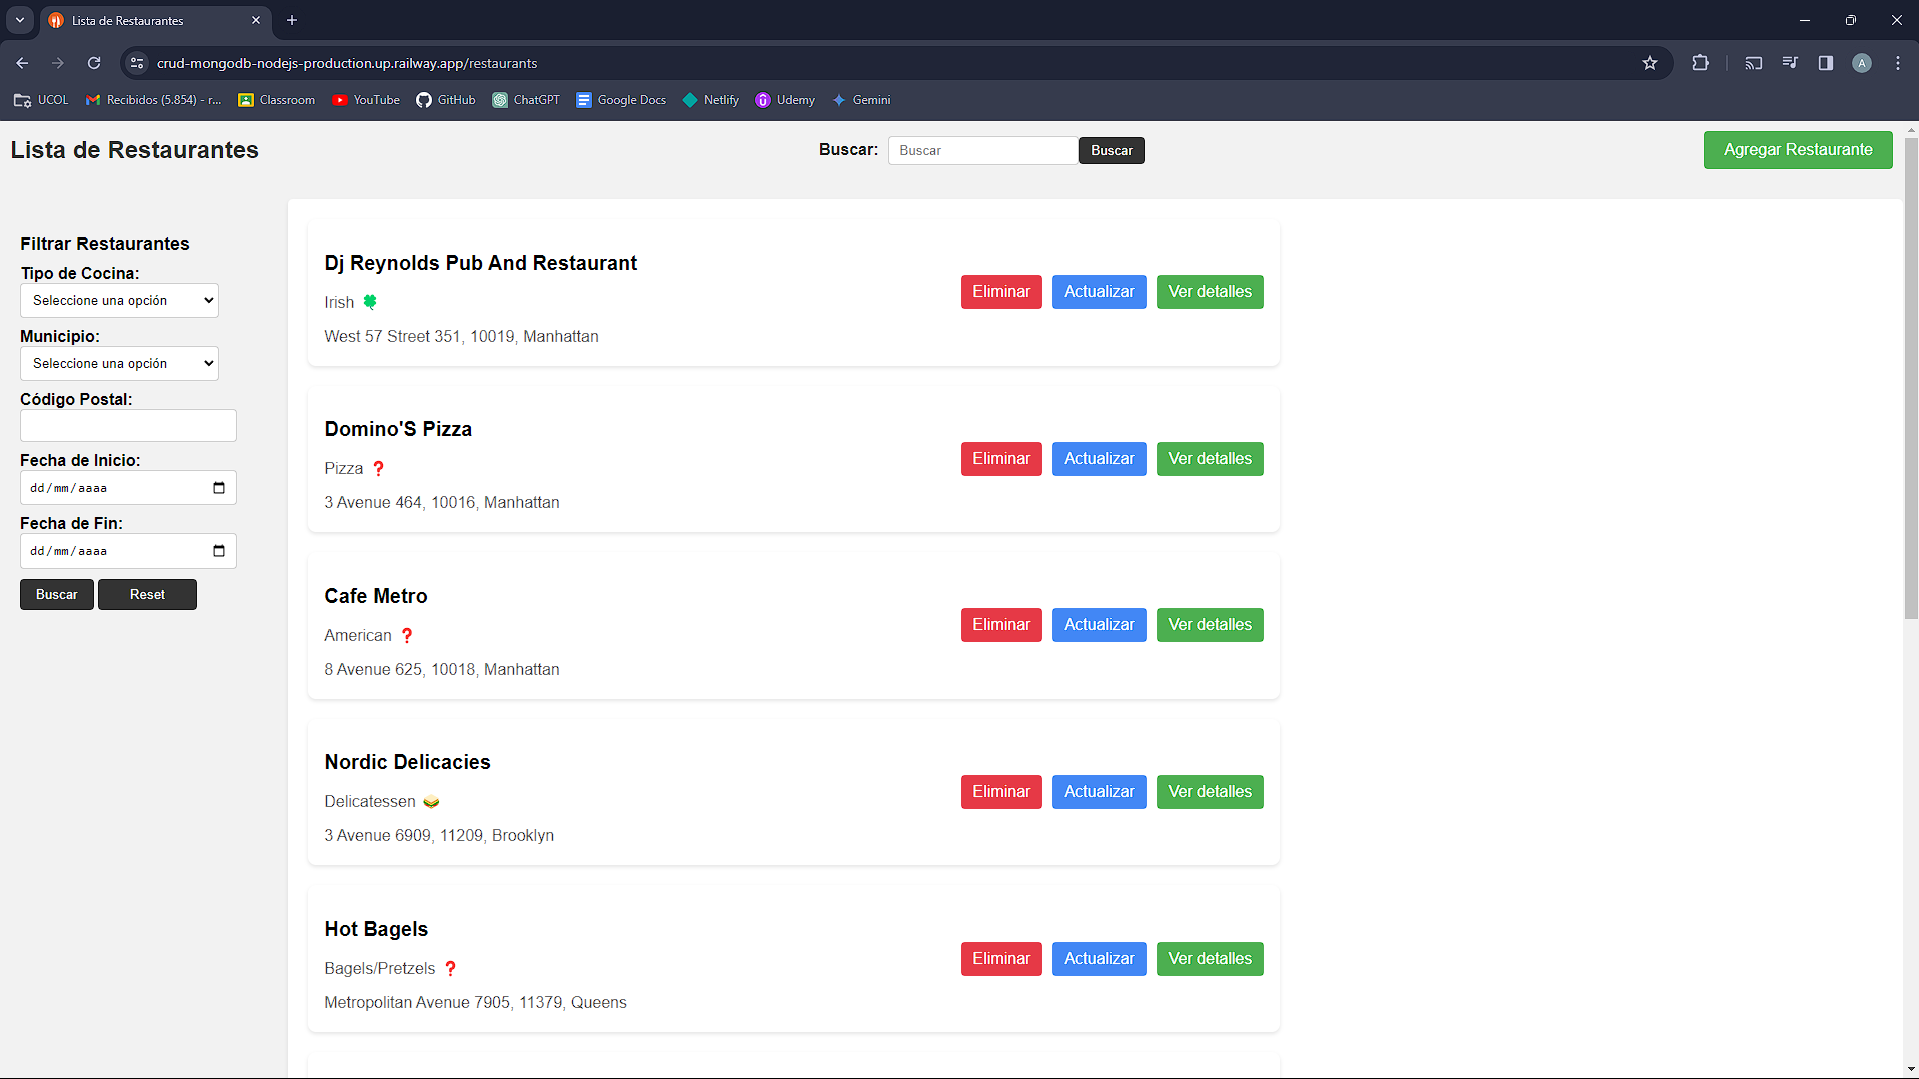 Lista de Restaurantes
crud-mongodb-nodejs-production.up.railway.app/restaurants
A
UCOL
Recibidos (5.854) - r...
Classroom
YouTube
GitHub
ChatGPT
Google Docs
Netlify
Udemy
Gemini
Lista de Restaurantes
Buscar: Buscar Buscar
Agregar Restaurante
Filtrar Restaurantes
Tipo de Cocina:
Seleccione una opción
Municipio:
Seleccione una opción
Código Postal:
Fecha de Inicio:
dd/mm/aaaa
Fecha de Fin:
dd/mm/aaaa
Buscar Reset
Dj Reynolds Pub And Restaurant
Irish 🍀
West 57 Street 351, 10019, Manhattan
Eliminar Actualizar Ver detalles
Domino'S Pizza
Pizza ❓
3 Avenue 464, 10016, Manhattan
Eliminar Actualizar Ver detalles
Cafe Metro
American ❓
8 Avenue 625, 10018, Manhattan
Eliminar Actualizar Ver detalles
Nordic Delicacies
Delicatessen 🥪
3 Avenue 6909, 11209, Brooklyn
Eliminar Actualizar Ver detalles
Hot Bagels
Bagels/Pretzels ❓
Metropolitan Avenue 7905, 11379, Queens
Eliminar Actualizar Ver detalles